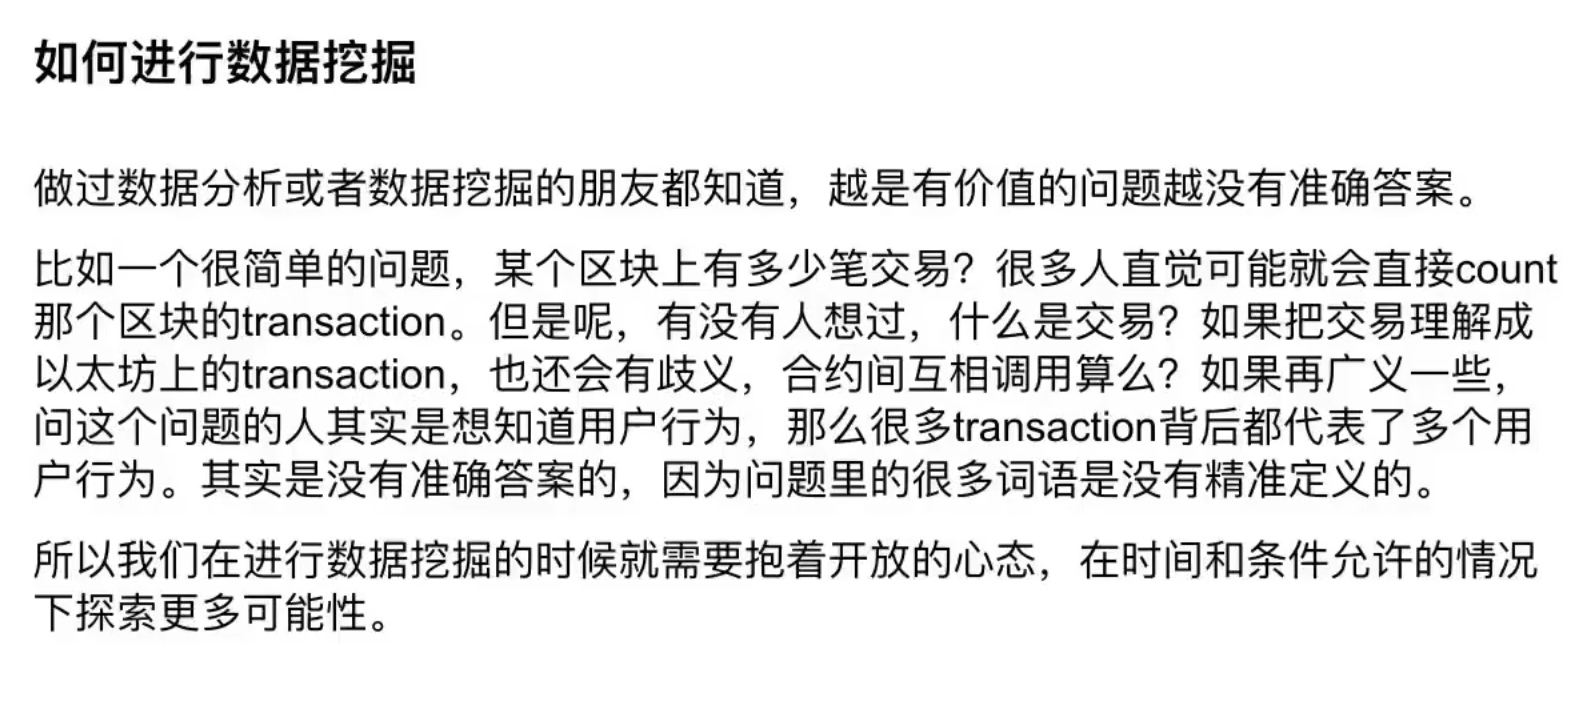 如何进行数据挖掘
做过数据分析或者数据挖掘的朋友都知道，越是有价值的问题越没有准确答案。
比如一个很简单的问题，某个区块上有多少笔交易？很多人直觉可能就会直接count
那个区块的transaction。但是呢，有没有人想过，什么是交易？如果把交易理解成
以太坊上的transaction，也还会有歧义，合约间互相调用算么？如果再广义一些，
问这个问题的人其实是想知道用户行为，那么很多transaction背后都代表了多个用
户行为。其实是没有准确答案的，因为问题里的很多词语是没有精准定义的。
所以我们在进行数据挖掘的时候就需要抱着开放的心态，在时间和条件允许的情况
下探索更多可能性。